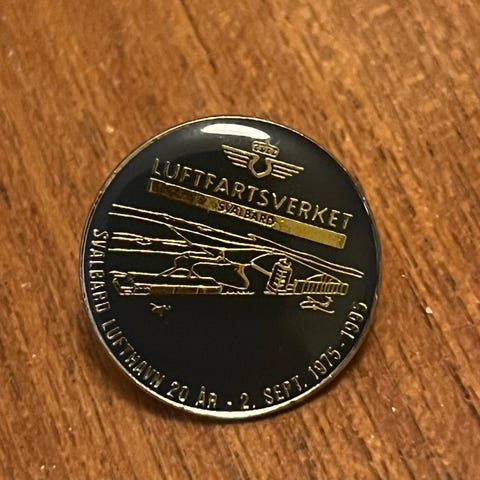 LUFTFARTSVERKET
SVALBARD
SVALBARD LUFTHAVN 20 ÅR - 2. SEPT. 1975-1995